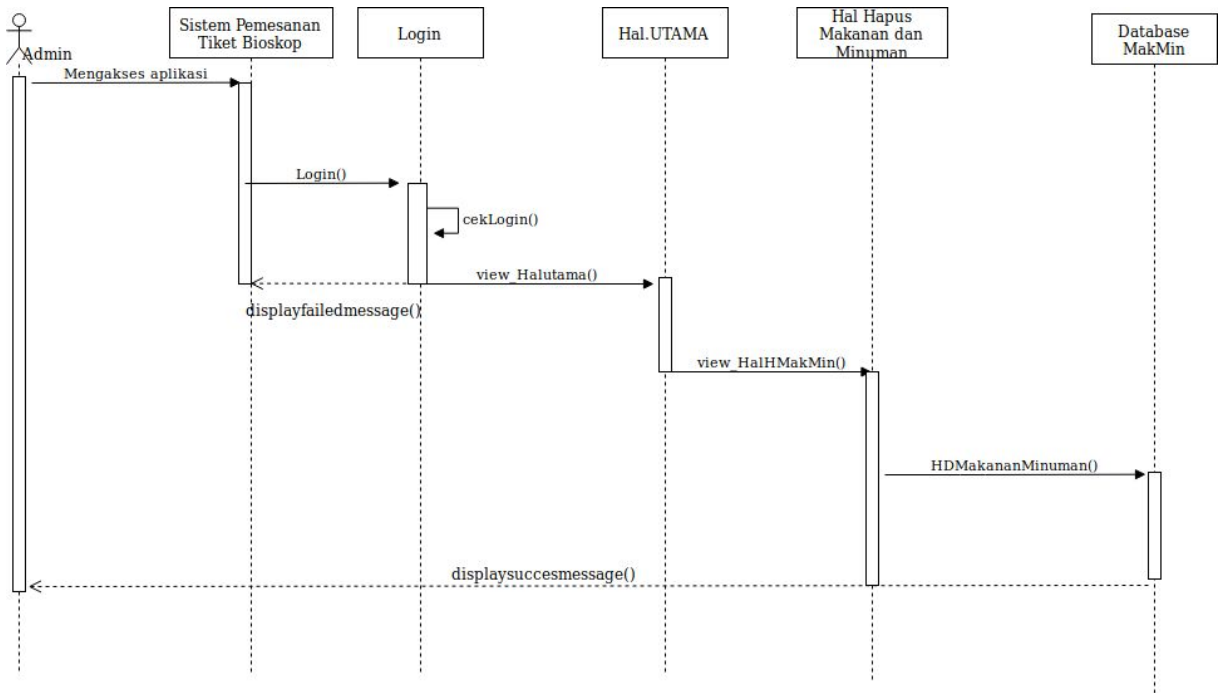 Admin
Sistem Pemesanan
Tiket Bioskop
Login
Hal.UTAMA
Hal Hapus
Makanan dan
Minuman
Database
MakMin
Mengakses aplikasi
Login()
cekLogin()
view_Halutama()
displayfailedmessage()
view_HalHMakMin()
HDMakananMinuman()
displaysuccesmessage()